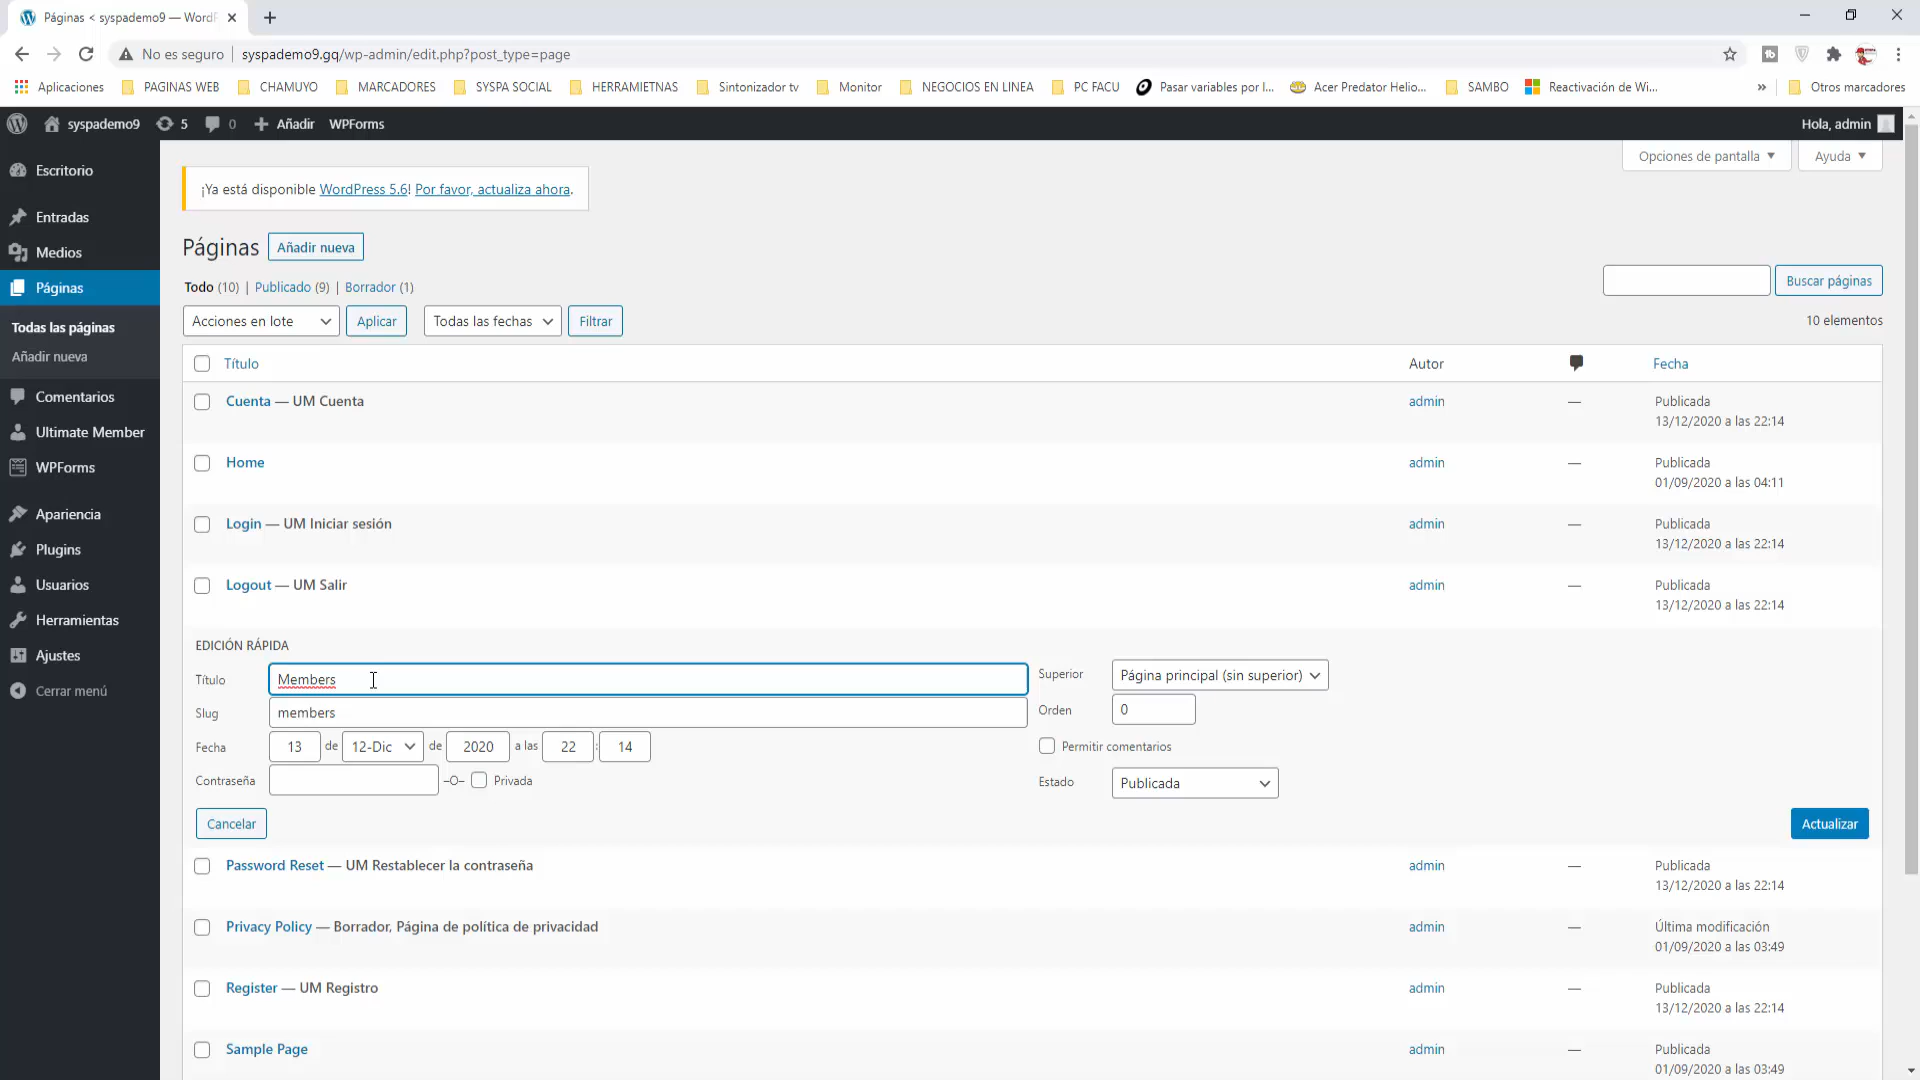 Páginas < syspademo9 — WordP
No es seguro
syspademo9.gq/wp-admin/edit.php?post_type=page
Aplicaciones
PAGINAS WEB
CHAMUYO
MARCADORES
SYSPA SOCIAL
HERRAMIETNAS
Sintonizador tv
Monitor
NEGOCIOS EN LINEA
PC FACU
Pasar variables por l...
Acer Predator Helio...
SAMBO
Reactivación de Wi...
»
Otros marcadores
syspademo9
5
0
Añadir
WPForms
Hola, admin
Escritorio
Entradas
Medios
Páginas
Todas las páginas
Añadir nueva
Comentarios
Ultimate Member
WPForms
Apariencia
Plugins
Usuarios
Herramientas
Ajustes
Cerrar menú
Opciones de pantalla
Ayuda
¡Ya está disponible WordPress 5.6! Por favor, actualiza ahora.
Páginas
Añadir nueva
Todo (10) | Publicado (9) | Borrador (1)
Buscar páginas
Acciones en lote
Aplicar
Todas las fechas
Filtrar
10 elementos
Título
Autor
Fecha
Cuenta — UM Cuenta
admin
—
Publicada
13/12/2020 a las 22:14
Home
admin
—
Publicada
01/09/2020 a las 04:11
Login — UM Iniciar sesión
admin
—
Publicada
13/12/2020 a las 22:14
Logout — UM Salir
admin
—
Publicada
13/12/2020 a las 22:14
EDICIÓN RÁPIDA
Título
Members
Slug
members
Fecha
13 de 12-Dic de 2020 a las 22 : 14
Contraseña
–O–
Privada
Superior
Página principal (sin superior)
Orden
0
Permitir comentarios
Estado
Publicada
Cancelar
Actualizar
Password Reset — UM Restablecer la contraseña
admin
—
Publicada
13/12/2020 a las 22:14
Privacy Policy — Borrador, Página de política de privacidad
admin
—
Última modificación
01/09/2020 a las 03:49
Register — UM Registro
admin
—
Publicada
13/12/2020 a las 22:14
Sample Page
admin
—
Publicada
01/09/2020 a las 03:49